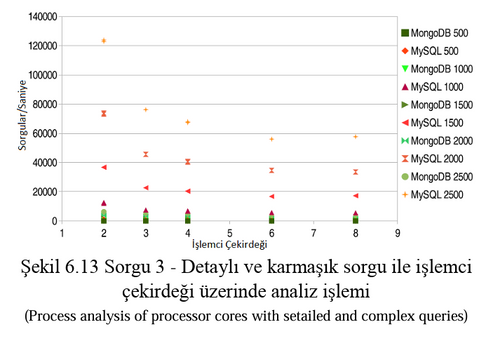 140000
120000
100000
80000
60000
40000
20000
0
1 2 3 4 5 6 7 8 9
Sorgular/Saniye
İşlemci Çekirdeği
MongoDB 500
MySQL 500
MongoDB 1000
MySQL 1000
MongoDB 1500
MySQL 1500
MongoDB 2000
MySQL 2000
MongoDB 2500
MySQL 2500
Şekil 6.13 Sorgu 3 - Detaylı ve karmaşık sorgu ile işlemci
çekirdeği üzerinde analiz işlemi
(Process analysis of processor cores with setailed and complex queries)